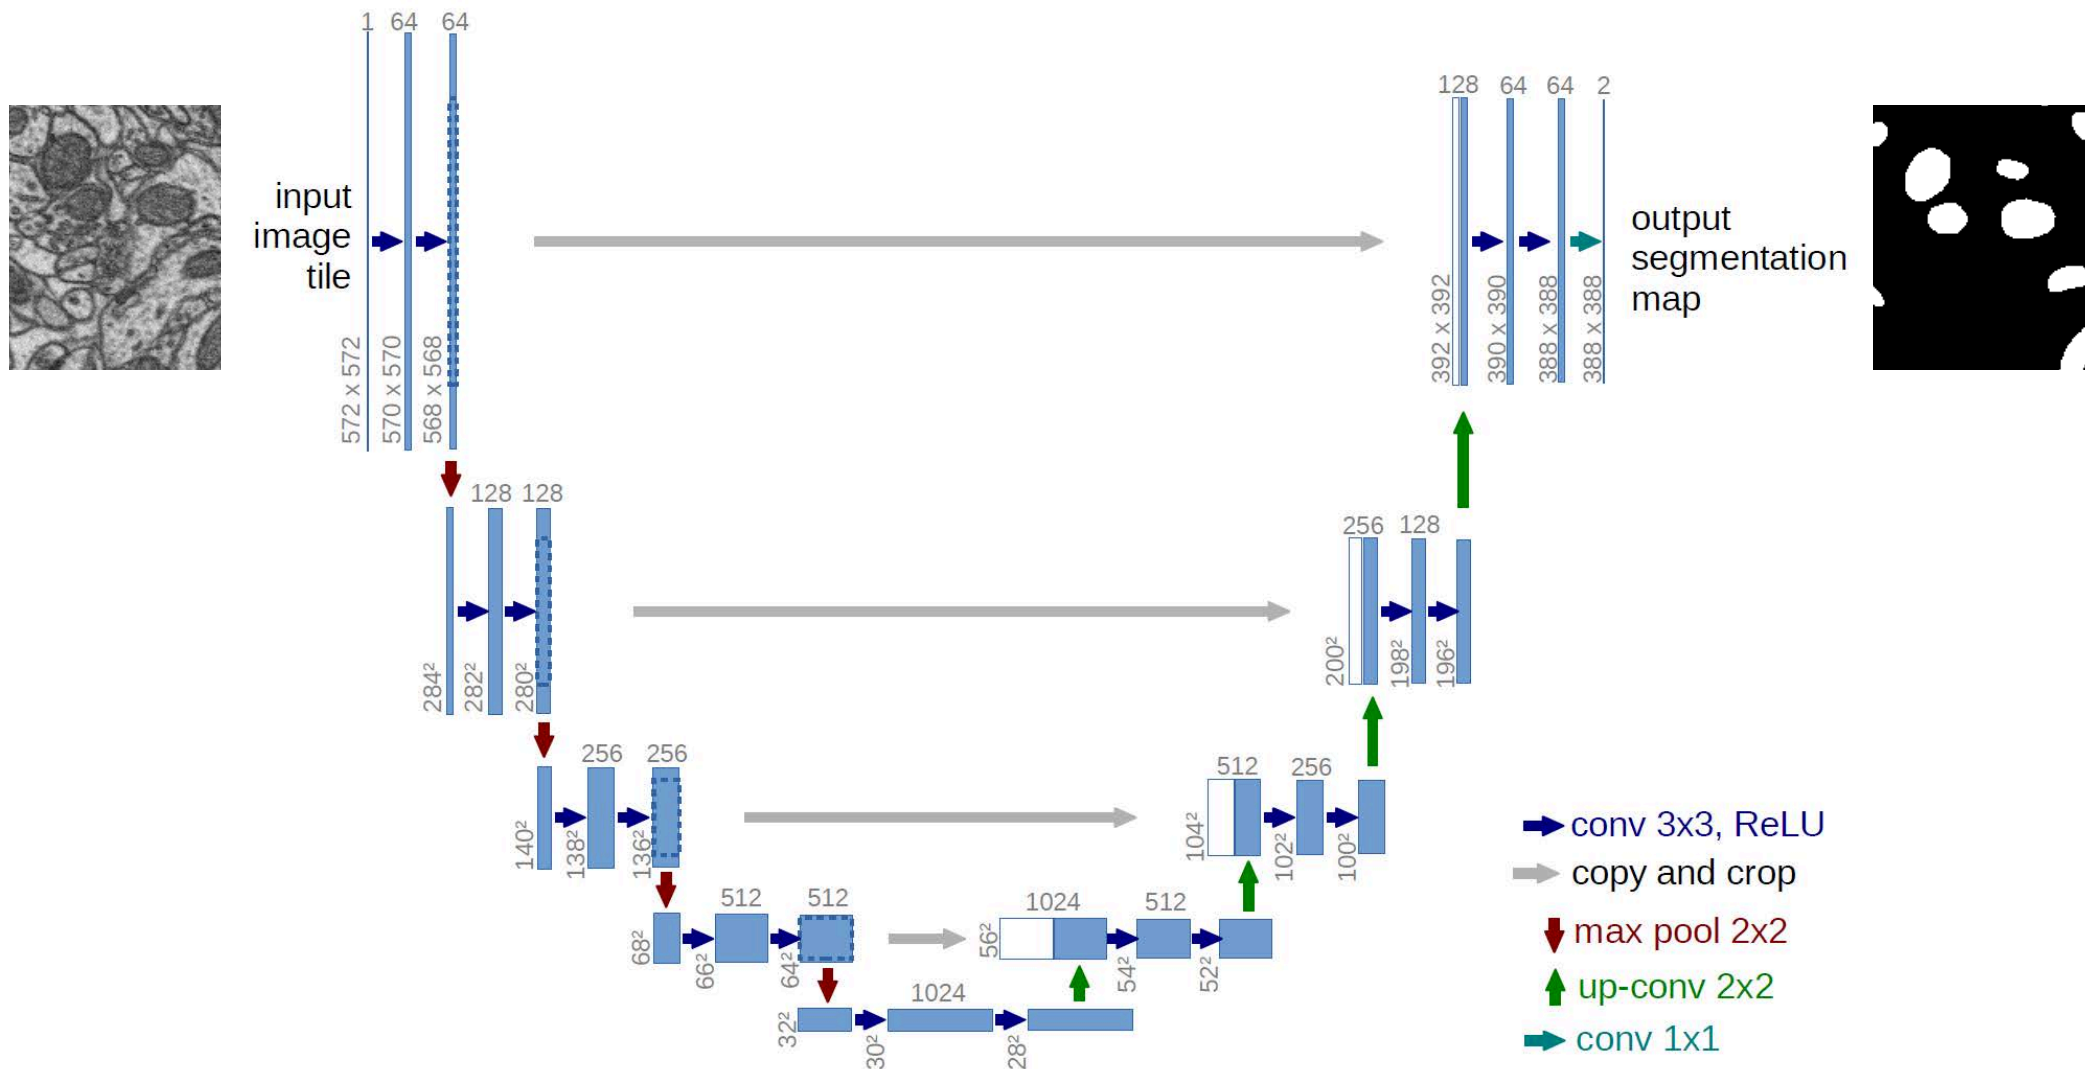 1 64 64
input
image
tile
572 x 572
570 x 570
568 x 568
128 64 64 2
392 x 392
390 x 390
388 x 388
388 x 388
output
segmentation
map
128 128
284²
282²
280²
256 128
200²
198²
196²
256 256
140²
138²
136²
512 256
104²
102²
100²
512 512
68²
66²
64²
1024 512
56²
54²
52²
1024
32²
30²
28²
conv 3x3, ReLU
copy and crop
max pool 2x2
up-conv 2x2
conv 1x1